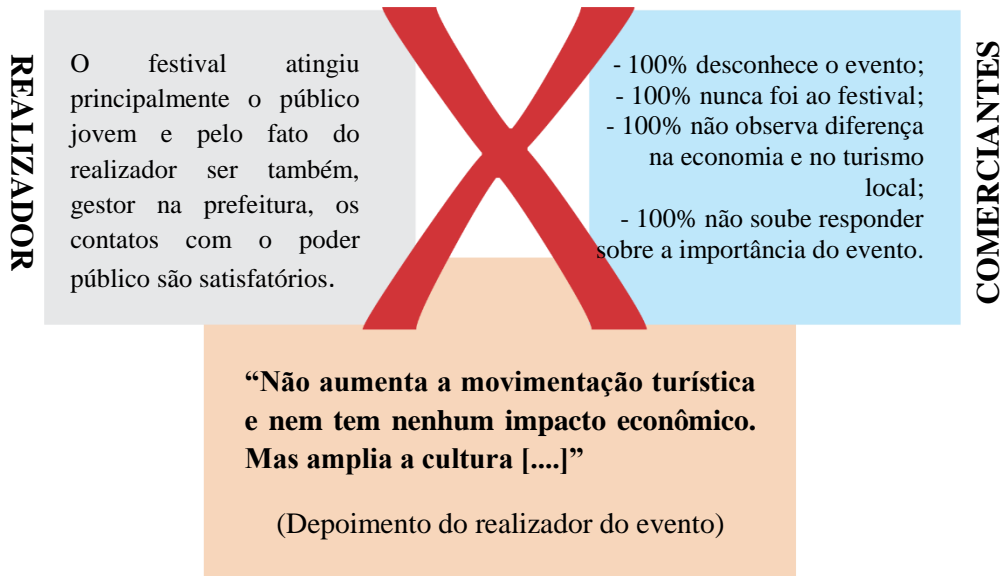 REALIZADOR
O festival atingiu
principalmente o público
jovem e pelo fato do
realizador ser também,
gestor na prefeitura, os
contatos com o poder
público são satisfatórios.
- 100% desconhece o evento;
- 100% nunca foi ao festival;
- 100% não observa diferença
na economia e no turismo
local;
- 100% não soube responder
sobre a importância do evento.
COMERCIANTES
“Não aumenta a movimentação turística
e nem tem nenhum impacto econômico.
Mas amplia a cultura [....]”
(Depoimento do realizador do evento)